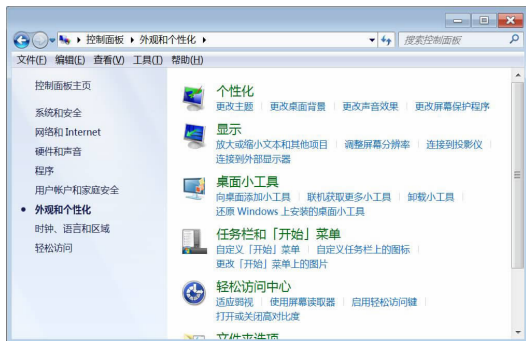 控制面板 外观和个性化
搜索控制面板
文件(F) 编辑(E) 查看(V) 工具(T) 帮助(H)
控制面板主页
系统和安全
网络和 Internet
硬件和声音
程序
用户帐户和家庭安全
外观和个性化
时钟、语言和区域
轻松访问
个性化
更改主题 更改桌面背景 更改声音效果 更改屏幕保护程序
显示
放大或缩小文本和其他项目 调整屏幕分辨率 连接到投影仪
连接到外部显示器
桌面小工具
向桌面添加小工具 联机获取更多小工具 卸载小工具
还原 Windows 上安装的桌面小工具
任务栏和「开始」菜单
自定义「开始」菜单 自定义任务栏上的图标
更改「开始」菜单上的图片
轻松访问中心
适应弱视 使用屏幕读取器 启用轻松访问键
打开或关闭高对比度
文件夹选项